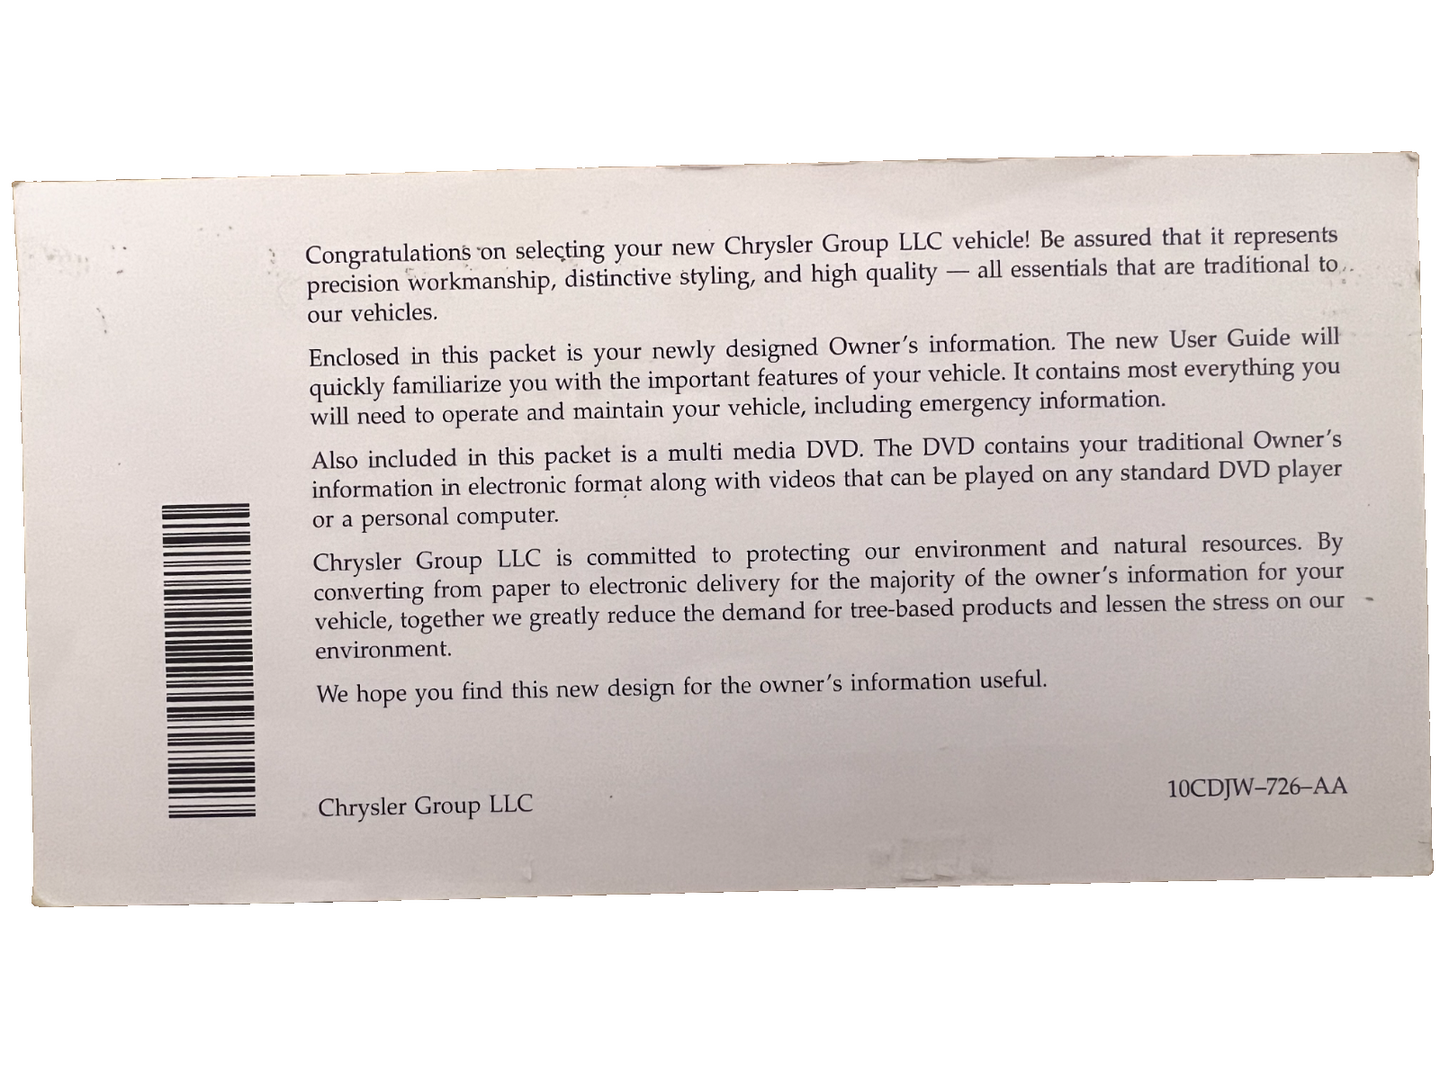 Congratulations on selecting your new Chrysler Group LLC vehicle! Be assured that it represents
precision workmanship, distinctive styling, and high quality — all essentials that are traditional to
our vehicles.
Enclosed in this packet is your newly designed Owner's information. The new User Guide will
quickly familiarize you with the important features of your vehicle. It contains most everything you
will need to operate and maintain your vehicle, including emergency information.
Also included in this packet is a multi media DVD. The DVD contains your traditional Owner's
information in electronic format along with videos that can be played on any standard DVD player
or a personal computer.
Chrysler Group LLC is committed to protecting our environment and natural resources. By
converting from paper to electronic delivery for the majority of the owner's information for your
vehicle, together we greatly reduce the demand for tree-based products and lessen the stress on our
environment.
We hope you find this new design for the owner's information useful.
Chrysler Group LLC
10CDJW–726–AA